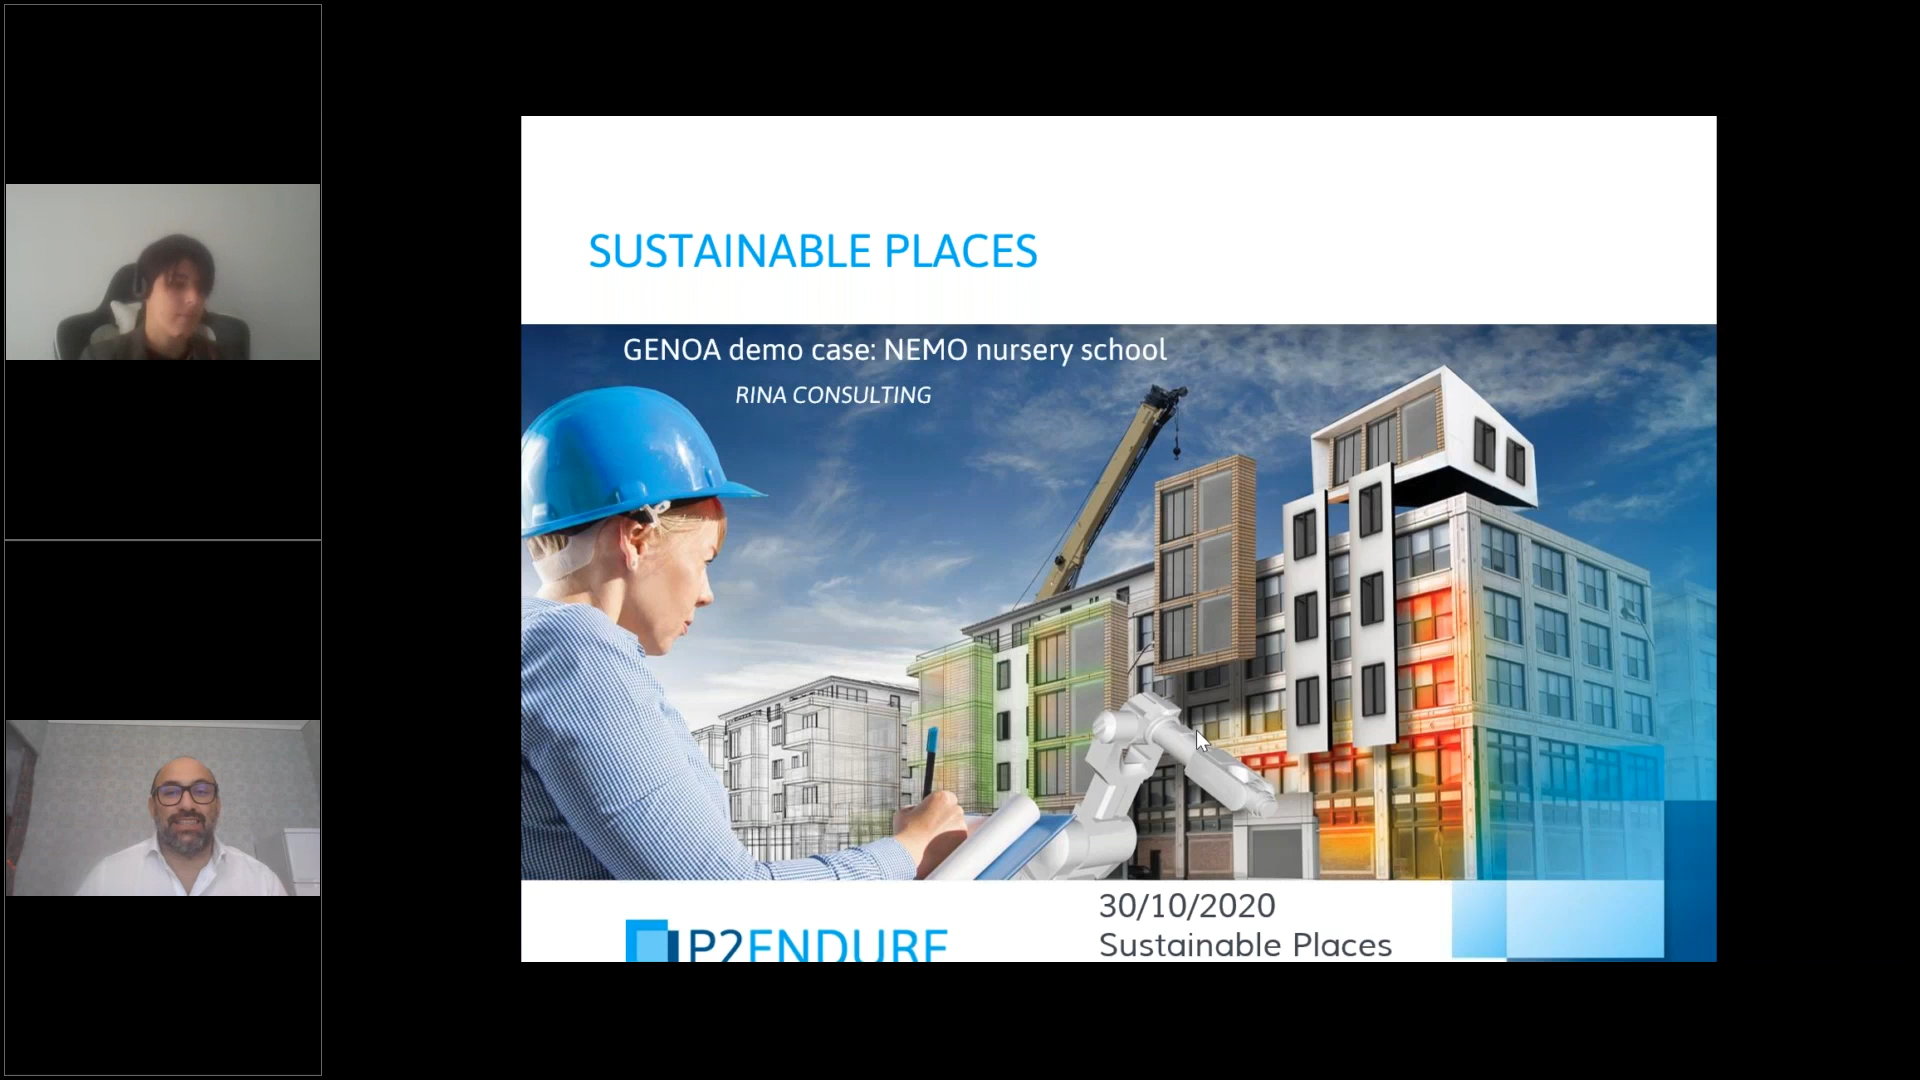 SUSTAINABLE PLACES
GENOA demo case: NEMO nursery school
RINA CONSULTING
30/10/2020
P2ENDURE
Sustainable Places